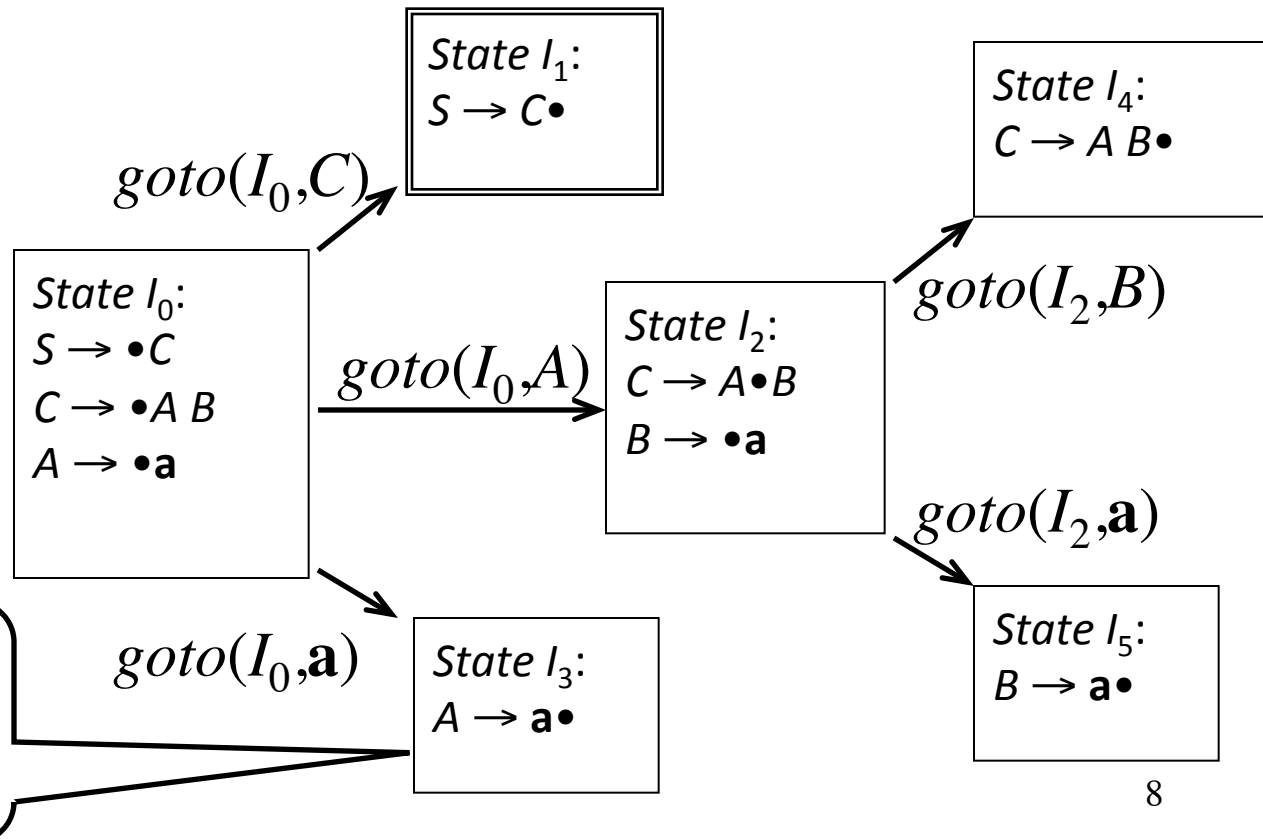 State I₁:
S → C•
State I₄:
C → A B•
goto(I₀,C)
State I₀:
S → •C
C → •A B
A → •a
goto(I₀,A)
State I₂:
C → A•B
B → •a
goto(I₂,B)
goto(I₂,a)
goto(I₀,a)
State I₃:
A → a•
State I₅:
B → a•
8